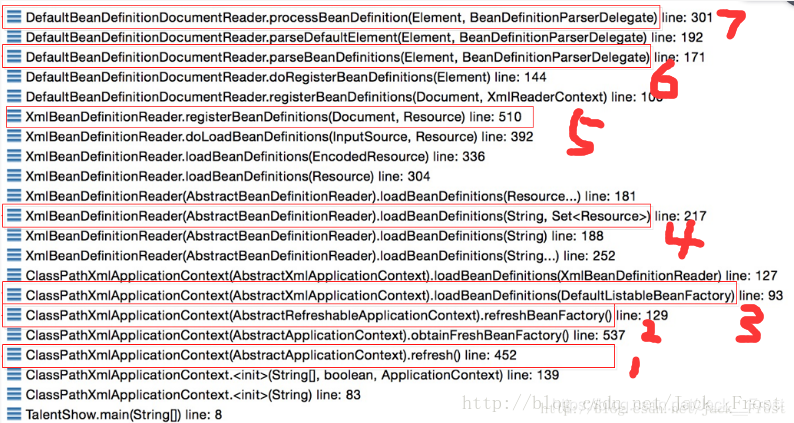 DefaultBeanDefinitionDocumentReader.processBeanDefinition(Element, BeanDefinitionParserDelegate) line: 301
7
DefaultBeanDefinitionDocumentReader.parseDefaultElement(Element, BeanDefinitionParserDelegate) line: 192
DefaultBeanDefinitionDocumentReader.parseBeanDefinitions(Element, BeanDefinitionParserDelegate) line: 171
6
DefaultBeanDefinitionDocumentReader.doRegisterBeanDefinitions(Element) line: 144
DefaultBeanDefinitionDocumentReader.registerBeanDefinitions(Document, XmlReaderContext) line:
XmlBeanDefinitionReader.registerBeanDefinitions(Document, Resource) line: 510
5
XmlBeanDefinitionReader.doLoadBeanDefinitions(InputSource, Resource) line: 392
XmlBeanDefinitionReader.loadBeanDefinitions(EncodedResource) line: 336
XmlBeanDefinitionReader.loadBeanDefinitions(Resource) line: 304
XmlBeanDefinitionReader(AbstractBeanDefinitionReader).loadBeanDefinitions(Resource...) line: 181
XmlBeanDefinitionReader(AbstractBeanDefinitionReader).loadBeanDefinitions(String, Set<Resource>) line: 217
4
XmlBeanDefinitionReader(AbstractBeanDefinitionReader).loadBeanDefinitions(String) line: 188
XmlBeanDefinitionReader(AbstractBeanDefinitionReader).loadBeanDefinitions(String...) line: 252
ClassPathXmlApplicationContext(AbstractXmlApplicationContext).loadBeanDefinitions(XmlBeanDefinitionReader) line: 127
ClassPathXmlApplicationContext(AbstractXmlApplicationContext).loadBeanDefinitions(DefaultListableBeanFactory) line: 93
3
ClassPathXmlApplicationContext(AbstractRefreshableApplicationContext).refreshBeanFactory() line: 129
2
ClassPathXmlApplicationContext(AbstractApplicationContext).obtainFreshBeanFactory() line: 537
ClassPathXmlApplicationContext(AbstractApplicationContext).refresh() line: 452
1
ClassPathXmlApplicationContext.<init>(String[], boolean, ApplicationContext) line: 139
ClassPathXmlApplicationContext.<init>(String) line: 83
http://blog.csdn.net/Jack_Frost
TalentShow.main(String[]) line: 8